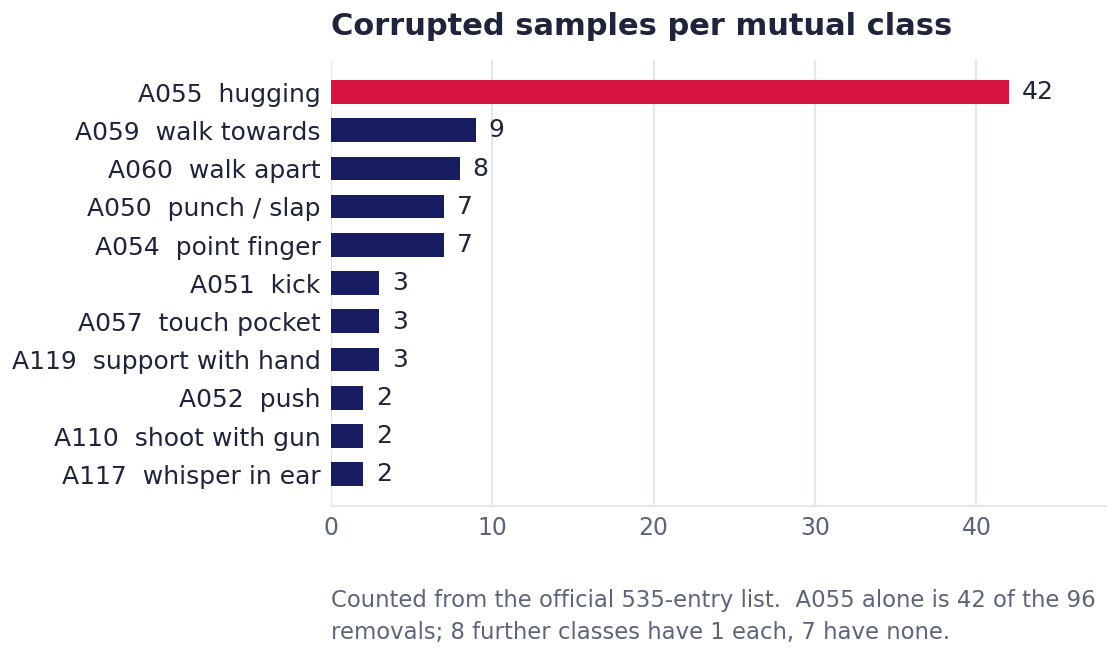 Corrupted samples per mutual class
A055  hugging 42
A059  walk towards 9
A060  walk apart 8
A050  punch / slap 7
A054  point finger 7
A051  kick 3
A057  touch pocket 3
A119  support with hand 3
A052  push 2
A110  shoot with gun 2
A117  whisper in ear 2
0 10 20 30 40
Counted from the official 535-entry list.  A055 alone is 42 of the 96
removals; 8 further classes have 1 each, 7 have none.